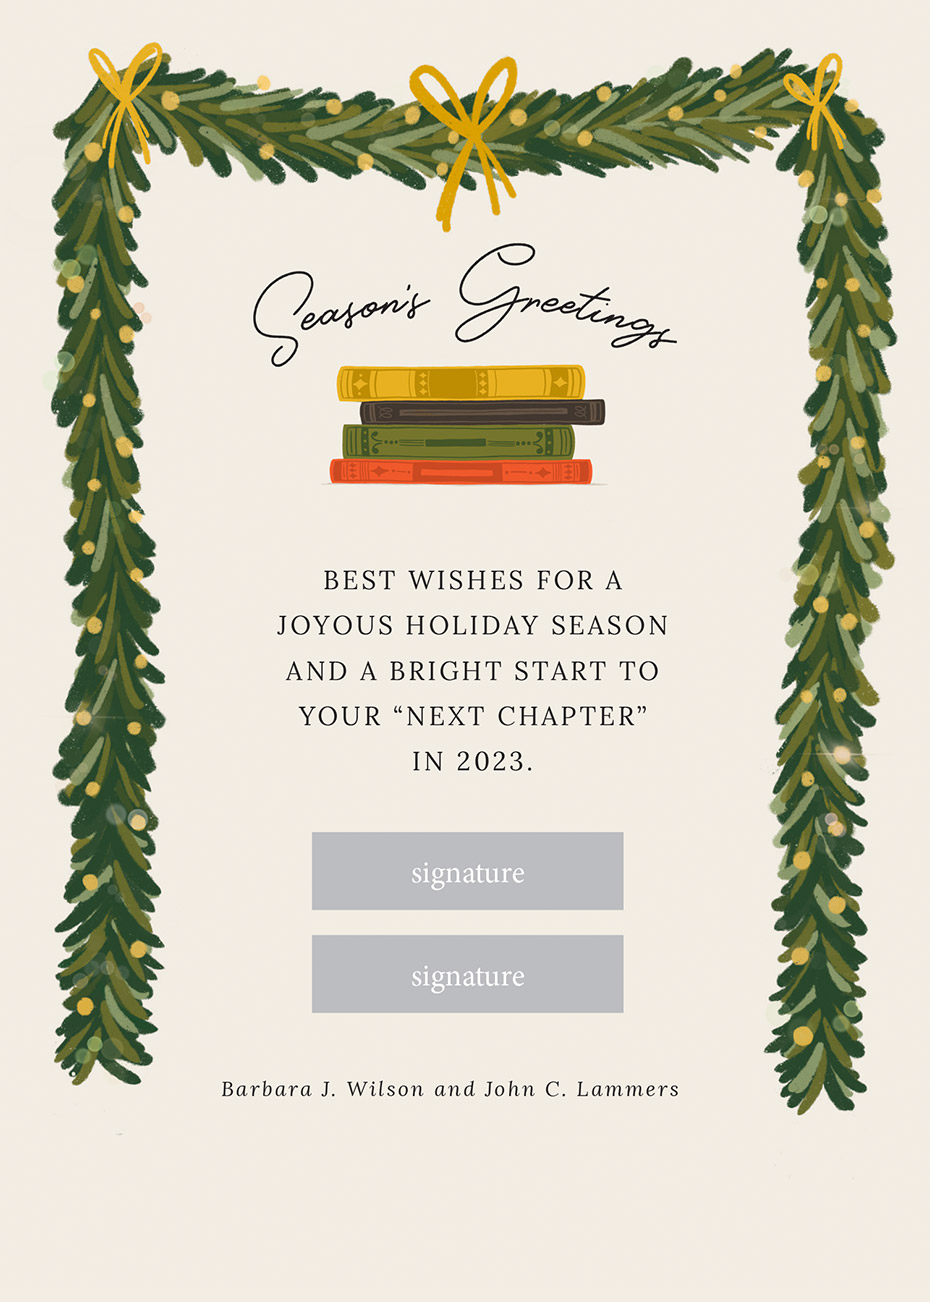 Season's Greetings
BEST WISHES FOR A
JOYOUS HOLIDAY SEASON
AND A BRIGHT START TO
YOUR “NEXT CHAPTER”
IN 2023.
signature
signature
Barbara J. Wilson and John C. Lammers